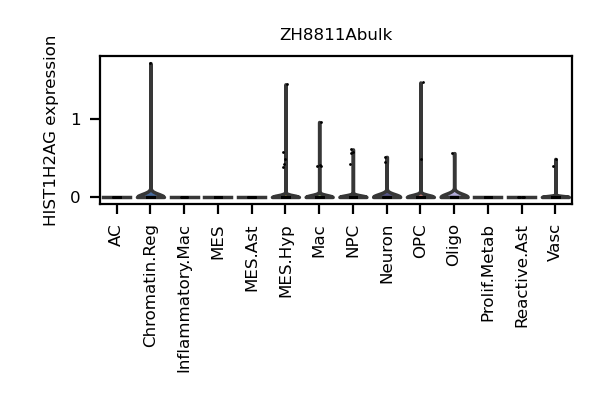 ZH8811Abulk
HIST1H2AG expression
1
0
AC
Chromatin.Reg
Inflammatory.Mac
MES
MES.Ast
MES.Hyp
Mac
NPC
Neuron
OPC
Oligo
Prolif.Metab
Reactive.Ast
Vasc